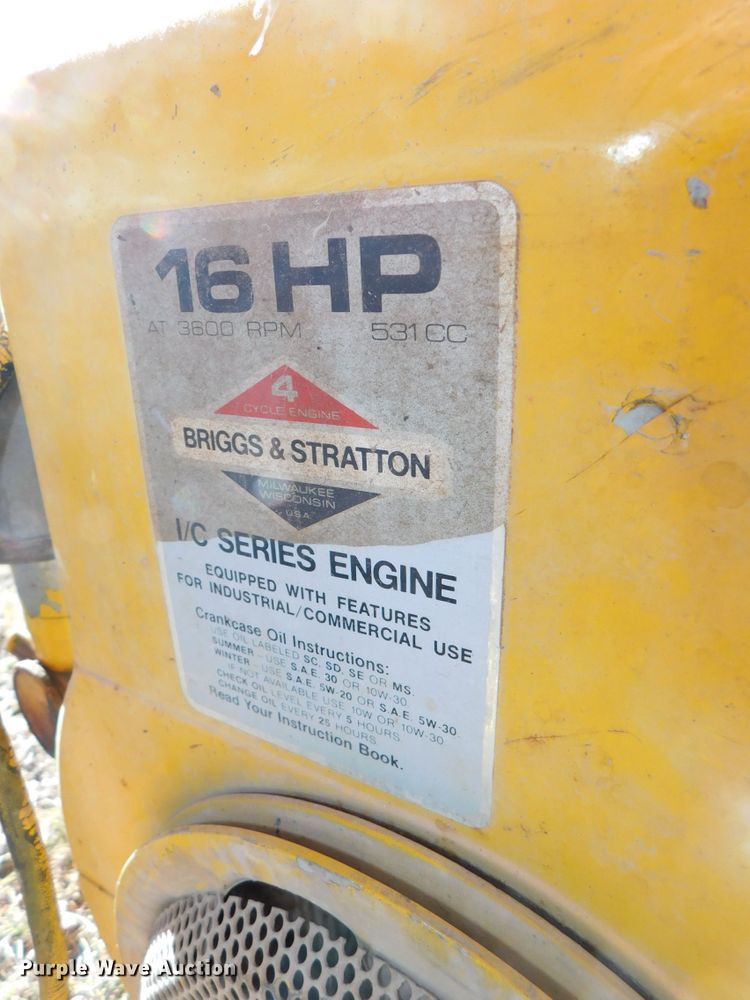 16 HP
AT 3600 RPM 531 CC
4
CYCLE ENGINE
BRIGGS & STRATTON
MILWAUKEE
WISCONSIN
U.S.A.
I/C SERIES ENGINE
EQUIPPED WITH FEATURES
FOR INDUSTRIAL/COMMERCIAL USE
Crankcase Oil Instructions:
USE OIL LABELED SC, SD, SE OR MS.
SUMMER - USE S.A.E. 30 OR 10W-30.
WINTER - USE S.A.E. 5W-20 OR S.A.E. 5W-30.
IF NOT AVAILABLE USE 10W OR 10W-30
CHECK OIL LEVEL EVERY 5 HOURS
CHANGE OIL EVERY 25 HOURS
Read Your Instruction Book.
Purple Wave Auction